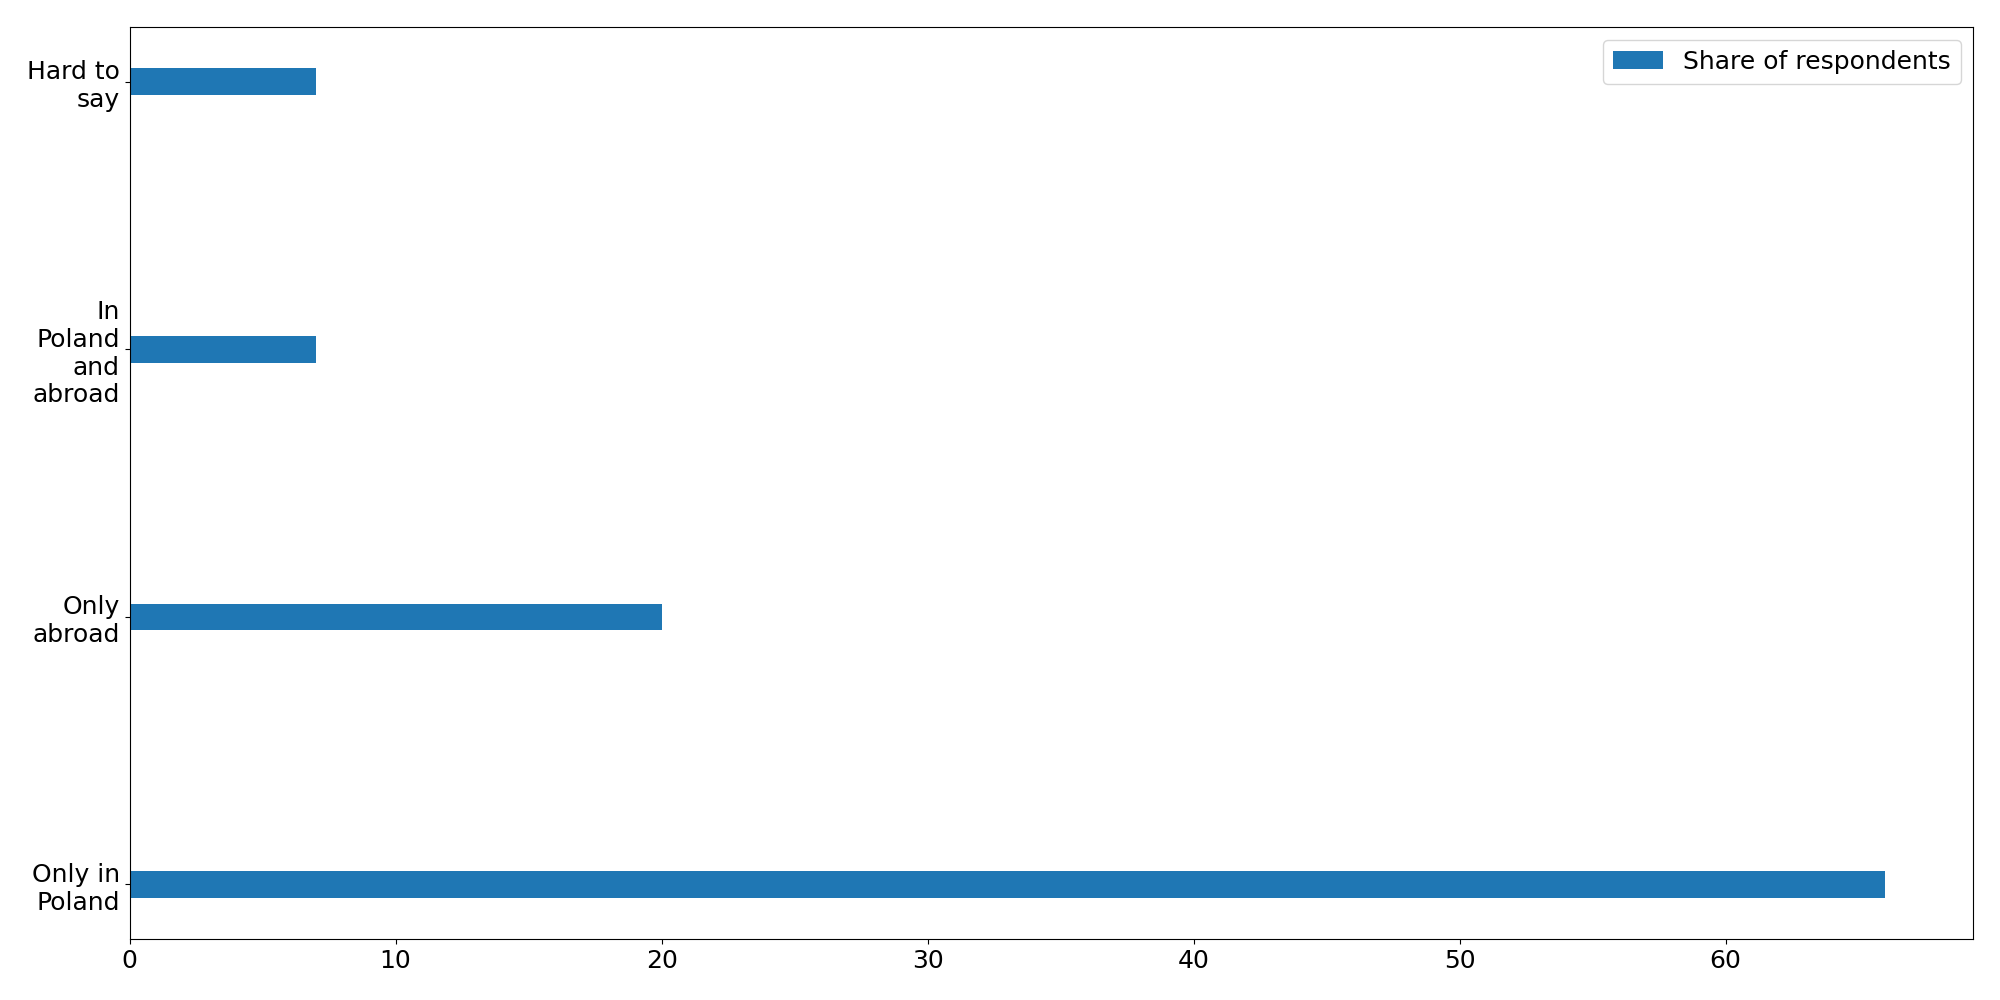 Share of respondents
Hard to
say
In
Poland
and
abroad
Only
abroad
Only in
Poland
0 10 20 30 40 50 60